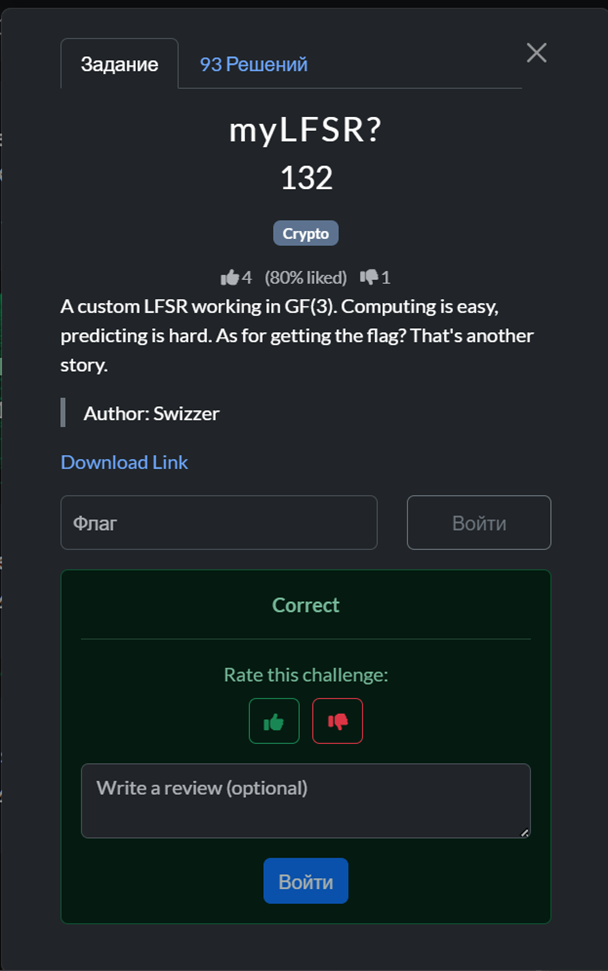 Задание
93 Решений
myLFSR?
132
Crypto
4 (80% liked) 1
A custom LFSR working in GF(3). Computing is easy,
predicting is hard. As for getting the flag? That's another
story.
Author: Swizzer
Download Link
Флаг
Войти
Correct
Rate this challenge:
Write a review (optional)
Войти